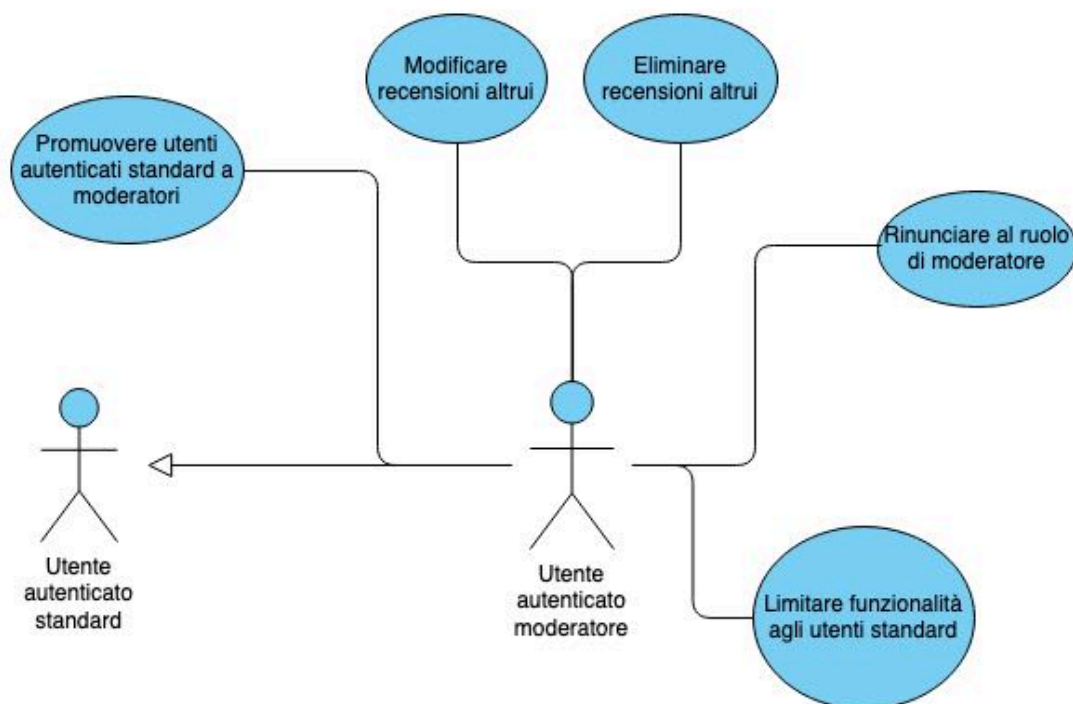 Modificare
recensioni altrui
Eliminare
recensioni altrui
Promuovere utenti
autenticati standard a
moderatori
Rinunciare al ruolo
di moderatore
Utente
autenticato
standard
Utente
autenticato
moderatore
Limitare funzionalità
agli utenti standard